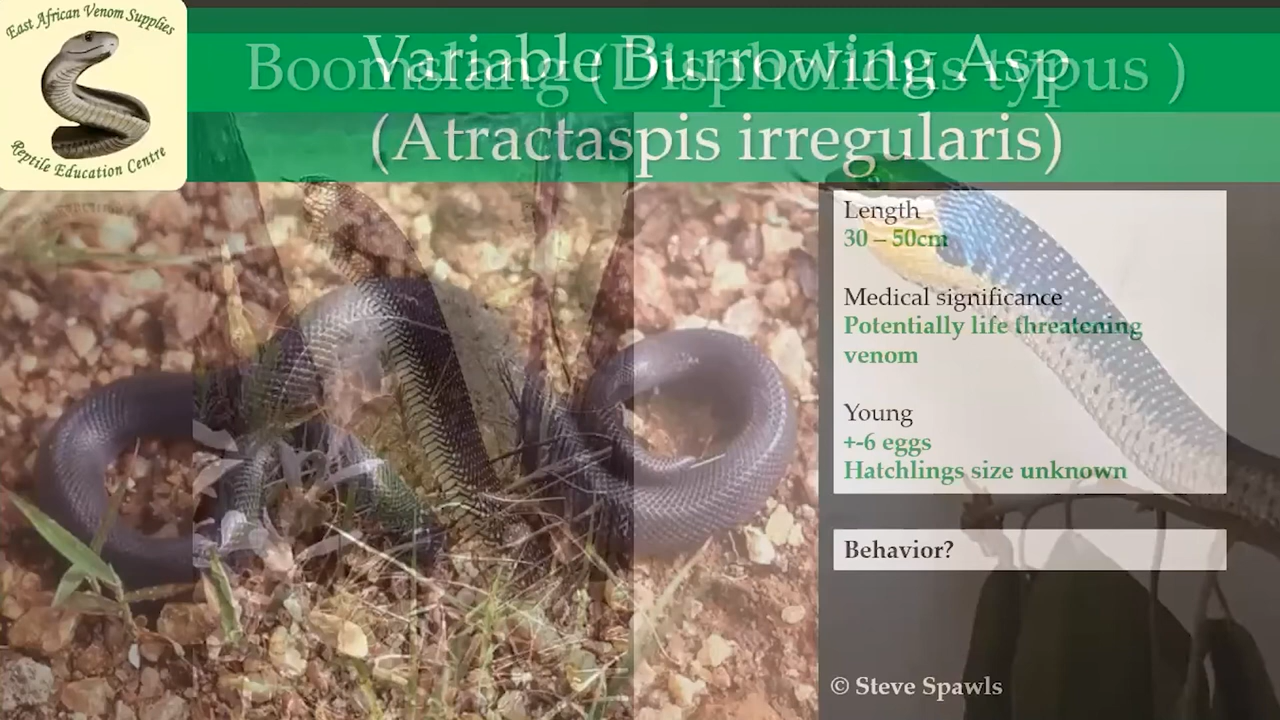 East African Venom Supplies
Reptile Education Centre
Boomslang (Dispholidus typus )
Variable Burrowing Asp
(Atractaspis irregularis)
Length
30 – 50cm
Medical significance
Potentially life threatening
venom
Young
+-6 eggs
Hatchlings size unknown
Behavior?
© Steve Spawls